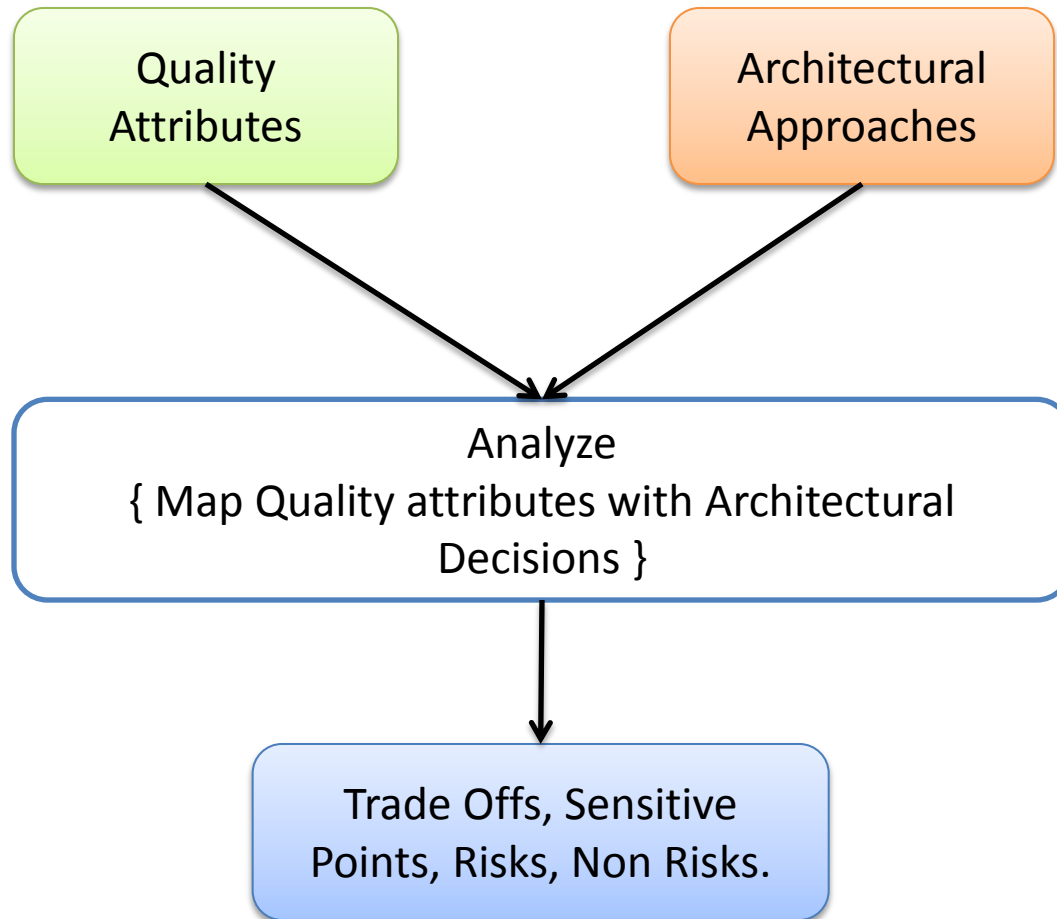 Quality
Attributes
Architectural
Approaches
Analyze
{ Map Quality attributes with Architectural
Decisions }
Trade Offs, Sensitive
Points, Risks, Non Risks.